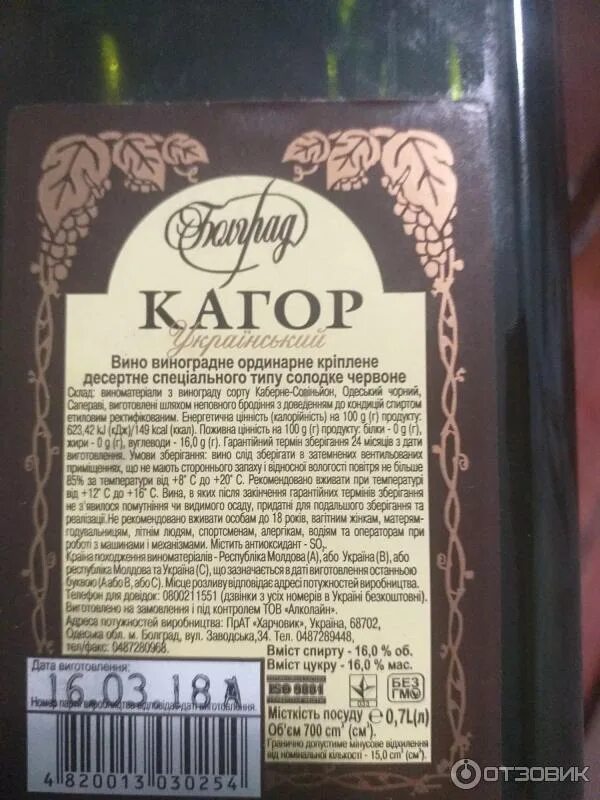 Болград
КАГОР
Український
Вино виноградне ординарне кріплене
десертне спеціального типу солодке червоне
Склад: виноматеріали з винограду сорту Каберне-Совіньйон, Одеський чорний,
Сапераві, виготовлені шляхом неповного бродіння з доведенням до кондицій спиртом
етиловим ректифікованим. Енергетична цінність (калорійність) на 100 g (г) продукту:
623,42 kJ (кДж)/149 kcal (ккал). Поживна цінність на 100 g (г) продукту: білки - 0 g (г),
жири - 0 g (г), вуглеводи - 16,0 g (г). Гарантійний термін зберігання 24 місяців з дати
виготовлення. Умови зберігання: вино слід зберігати в затемнених вентильованих
приміщеннях, що не мають стороннього запаху і відносної вологості повітря не більше
85% за температури від +8° С до +20° С. Рекомендовано вживати при температурі
від +12° С до +16° С. Вина, в яких після закінчення гарантійних термінів зберігання
не з'явилося помутніння чи видимого осаду, придатні для подальшого зберігання та
реалізації.Не рекомендовано вживати особам до 18 років, вагітним жінкам, матерям-
годувальницям, літнім людям, спортсменам, алергікам, водіям та операторам при
роботі з машинами і механізмами. Містить антиоксидант - SO₂.
Країна походження виноматеріалів - Республіка Молдова (А), або Україна (В), або
республіка Молдова та Україна (С), що зазначається в даті виготовлення останньою
буквою (А або В, або С). Місце розливу відповідає адресі потужностей виробництва.
Телефон для довідок: 0800211551 (дзвінки з усіх номерів в Україні безкоштовні).
Виготовлено на замовлення і під контролем ТОВ "Алколайн".
Адреса потужностей виробництва: ПрАТ «Харчовик», Україна, 68702,
Одеська обл. м. Болград, вул. Заводська,34. Тел. 0487289448,
тел/факс: 0487280968.
Вміст спирту - 16,0 % об.
Вміст цукру - 16,0 % мас.
Дата виготовлення:
16 03 18А
Номер партії виробництва відповідає даті виготовлення.
ISO 9001
БЕЗ
ГМО
Місткість посуду ℮ 0,7L(л)
Об'єм 700 cm³ (см³).
Гранично допустиме мінусове відхилення
від номінальної кількості - 15,0 cm³ (см³).
4 820013 030254
ОТЗОВИК